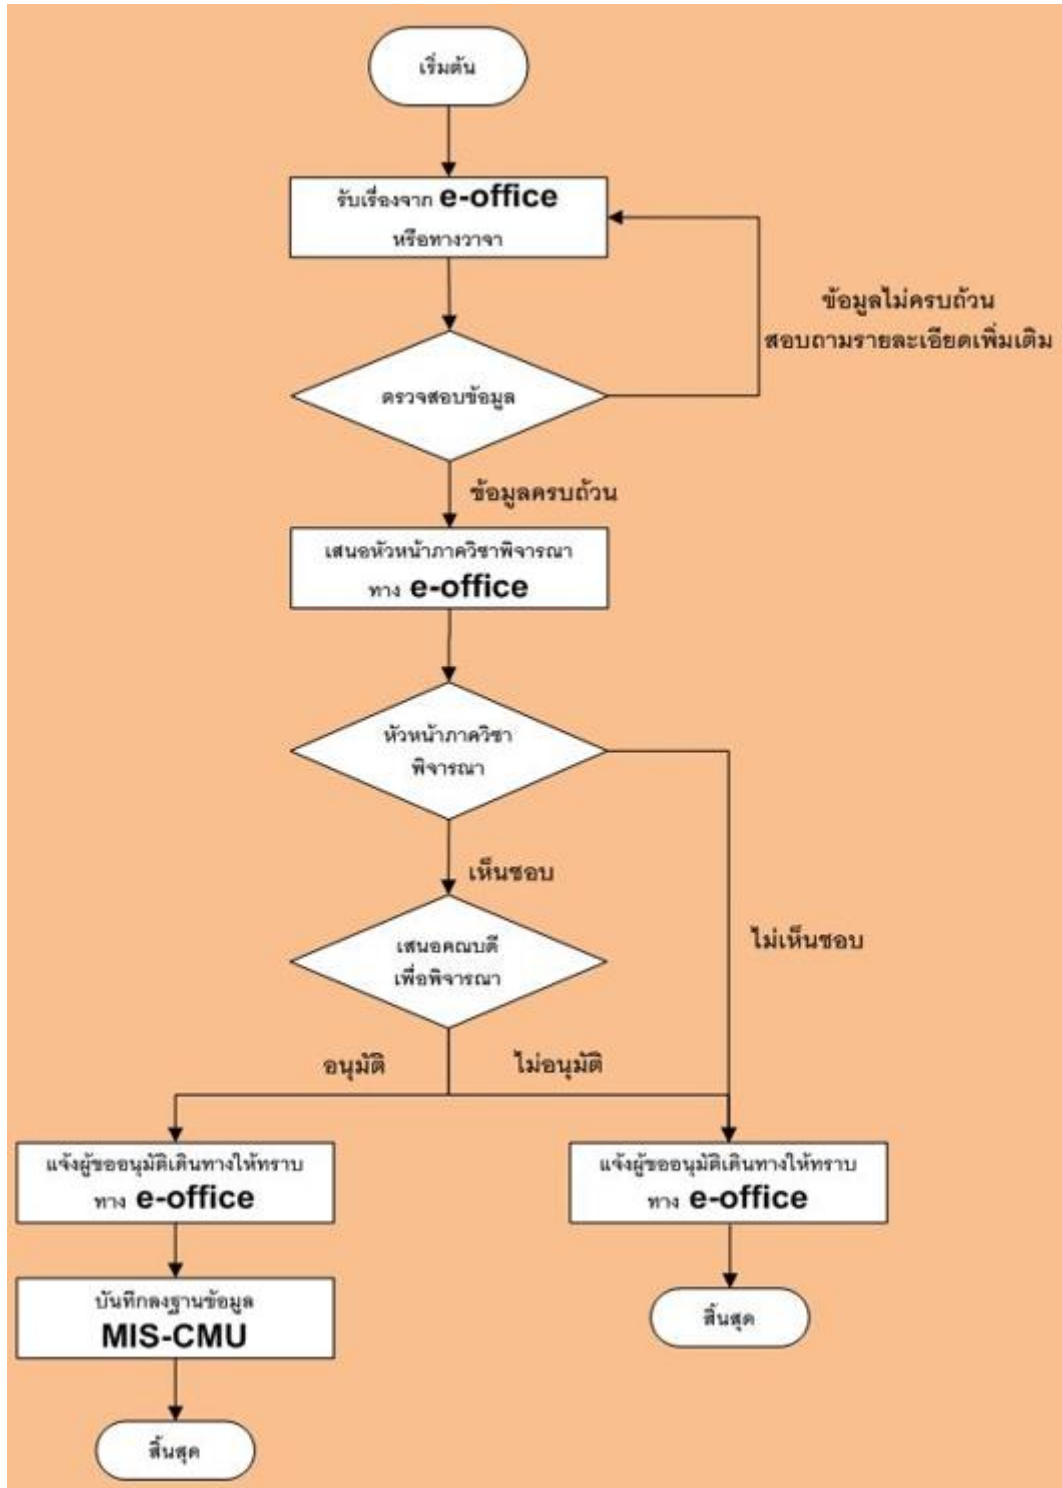 เริ่มต้น
รับเรื่องจาก e-office
หรือทางวาจา
ข้อมูลไม่ครบถ้วน
สอบถามรายละเอียดเพิ่มเติม
ตรวจสอบข้อมูล
ข้อมูลครบถ้วน
เสนอหัวหน้าภาควิชาพิจารณา
ทาง e-office
หัวหน้าภาควิชา
พิจารณา
เห็นชอบ
ไม่เห็นชอบ
เสนอคณบดี
เพื่อพิจารณา
อนุมัติ
ไม่อนุมัติ
แจ้งผู้ขออนุมัติเดินทางให้ทราบ
ทาง e-office
แจ้งผู้ขออนุมัติเดินทางให้ทราบ
ทาง e-office
บันทึกลงฐานข้อมูล
MIS-CMU
สิ้นสุด
สิ้นสุด